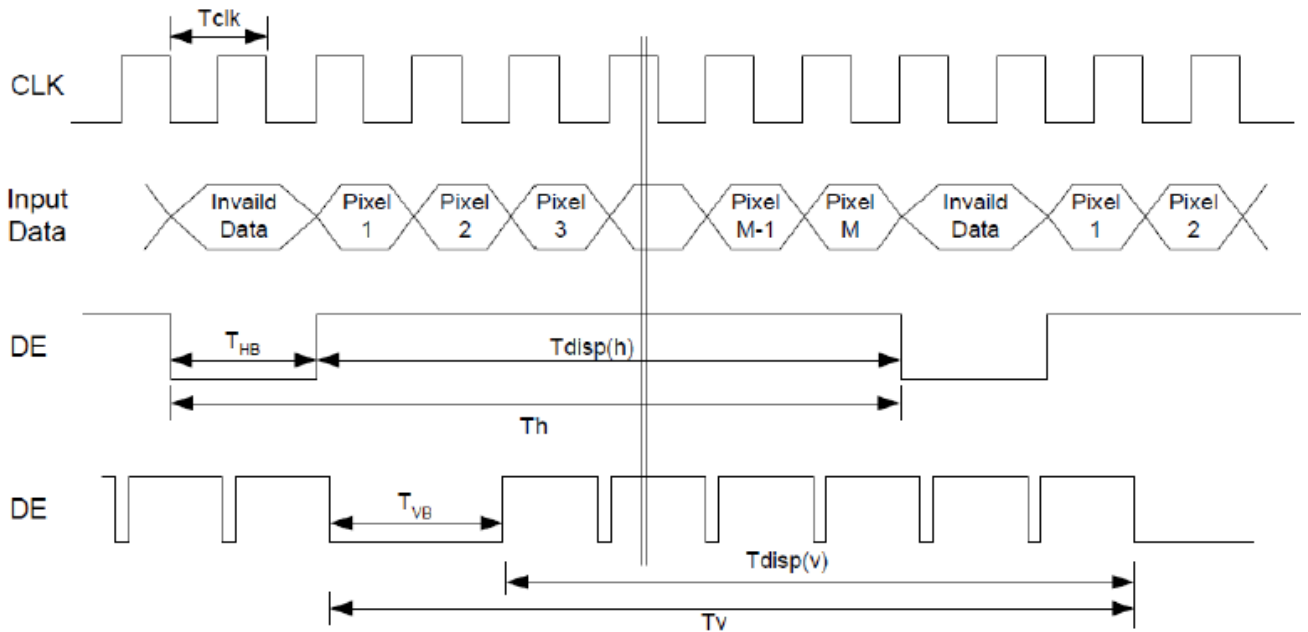 Tclk
CLK
Input
Data
Invaild
Data
Pixel
1
Pixel
2
Pixel
3
Pixel
M-1
Pixel
M
Invaild
Data
Pixel
1
Pixel
2
DE
THB
Tdisp(h)
Th
DE
TVB
Tdisp(v)
Tv